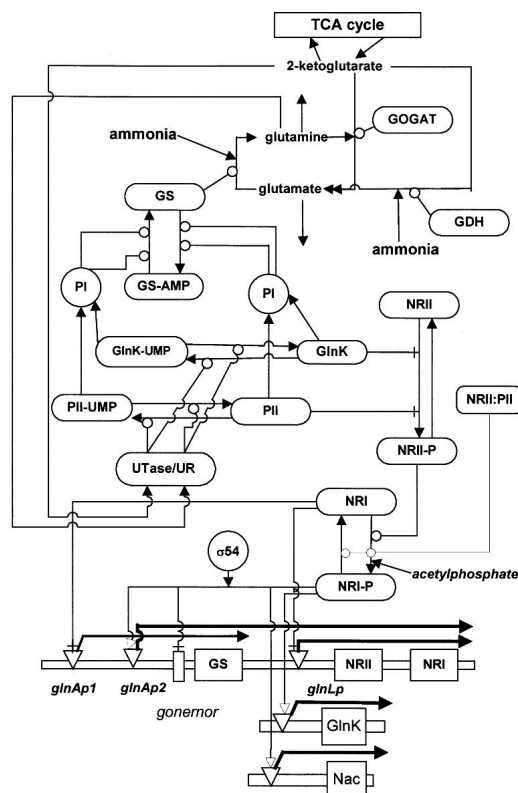 TCA cycle
2-ketoglutarate
ammonia
glutamine
GOGAT
GS
glutamate
GDH
ammonia
PI
GS-AMP
PI
NRII
GlnK-UMP
GlnK
PII-UMP
PII
NRII:PII
NRII-P
UTase/UR
NRI
σ54
NRI-P
acetylphosphate
glnAp1
glnAp2
GS
glnLp
NRII
NRI
gonernor
GlnK
Nac